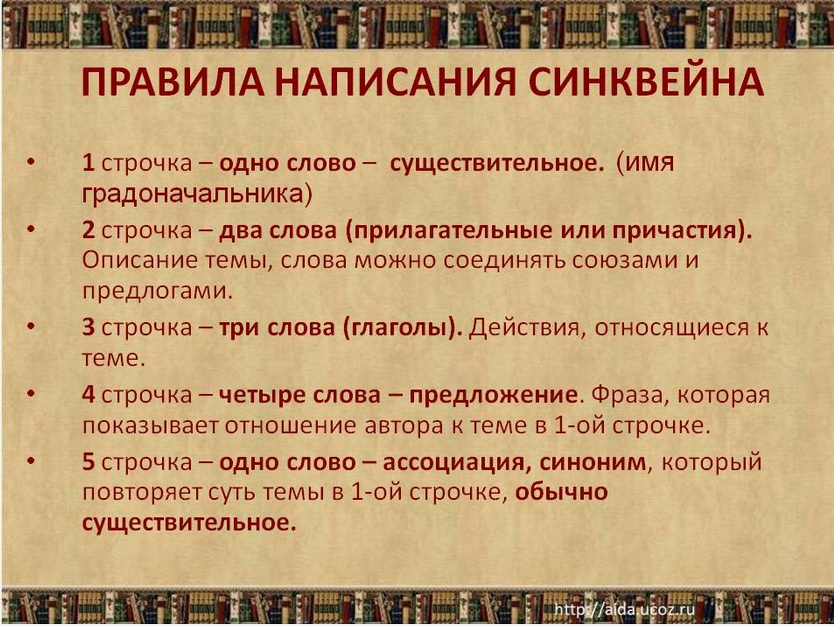 ПРАВИЛА НАПИСАНИЯ СИНКВЕЙНА
• 1 строчка – одно слово – существительное. (имя
градоначальника)
• 2 строчка – два слова (прилагательные или причастия).
Описание темы, слова можно соединять союзами и
предлогами.
• 3 строчка – три слова (глаголы). Действия, относящиеся к
теме.
• 4 строчка – четыре слова – предложение. Фраза, которая
показывает отношение автора к теме в 1-ой строчке.
• 5 строчка – одно слово – ассоциация, синоним, который
повторяет суть темы в 1-ой строчке, обычно
существительное.
http://aida.ucoz.ru